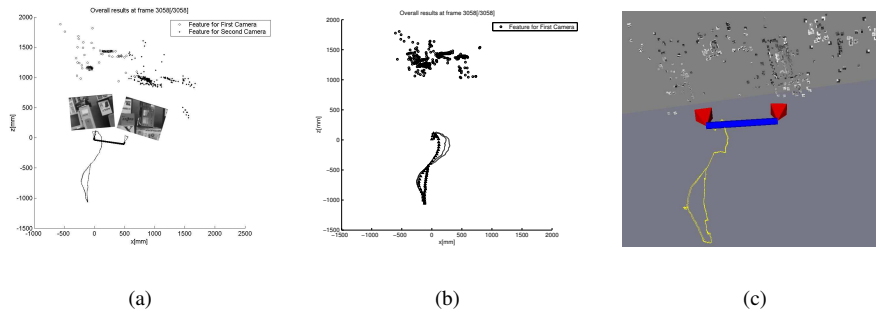 Overall results at frame 3058[/3058]
Feature for First Camera
Feature for Second Camera
2000
1500
1000
500
0
-500
-1000
1500
-1000 -500 0 500 1000 1500 2000
z[mm]
x[mm]
(a)
Overall results at frame 3058[/3058]
Feature for First Camera
2000
1500
1000
500
0
−500
−1000
−1500
−1500 −1000 −500 0 500 1000 1500 2000 2500
z[mm]
x[mm]
(b)
(c)